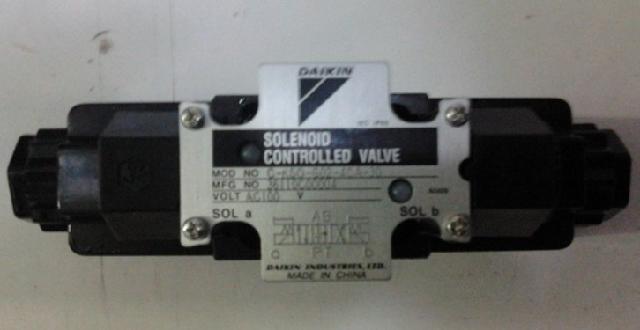 DAIKIN
SOLENOID
CONTROLLED VALVE
MOD NO
MFG NO
VOLT AC100 V
SOL a SOL b
A B
a P T b
DAIKIN INDUSTRIES, LTD.
MADE IN CHINA